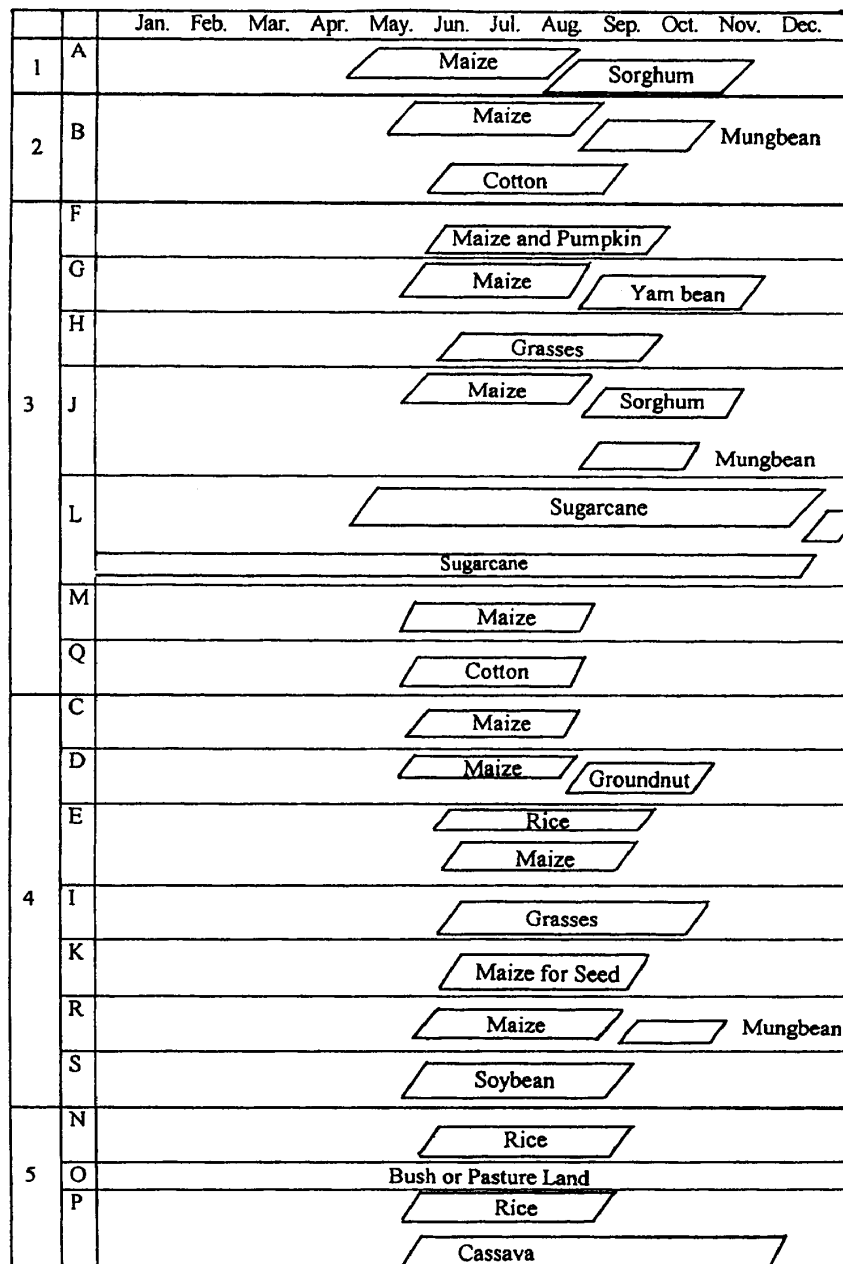 Jan. Feb. Mar. Apr. May. Jun. Jul. Aug. Sep. Oct. Nov. Dec.
1 A Maize
Sorghum
2 B Maize
Mungbean
Cotton
3 F Maize and Pumpkin
G Maize
Yam bean
H Grasses
J Maize
Sorghum
Mungbean
L Sugarcane
Sugarcane
M Maize
Q Cotton
4 C Maize
D Maize
Groundnut
E Rice
Maize
I Grasses
K Maize for Seed
R Maize Mungbean
S Soybean
5 N Rice
O Bush or Pasture Land
P Rice
Cassava